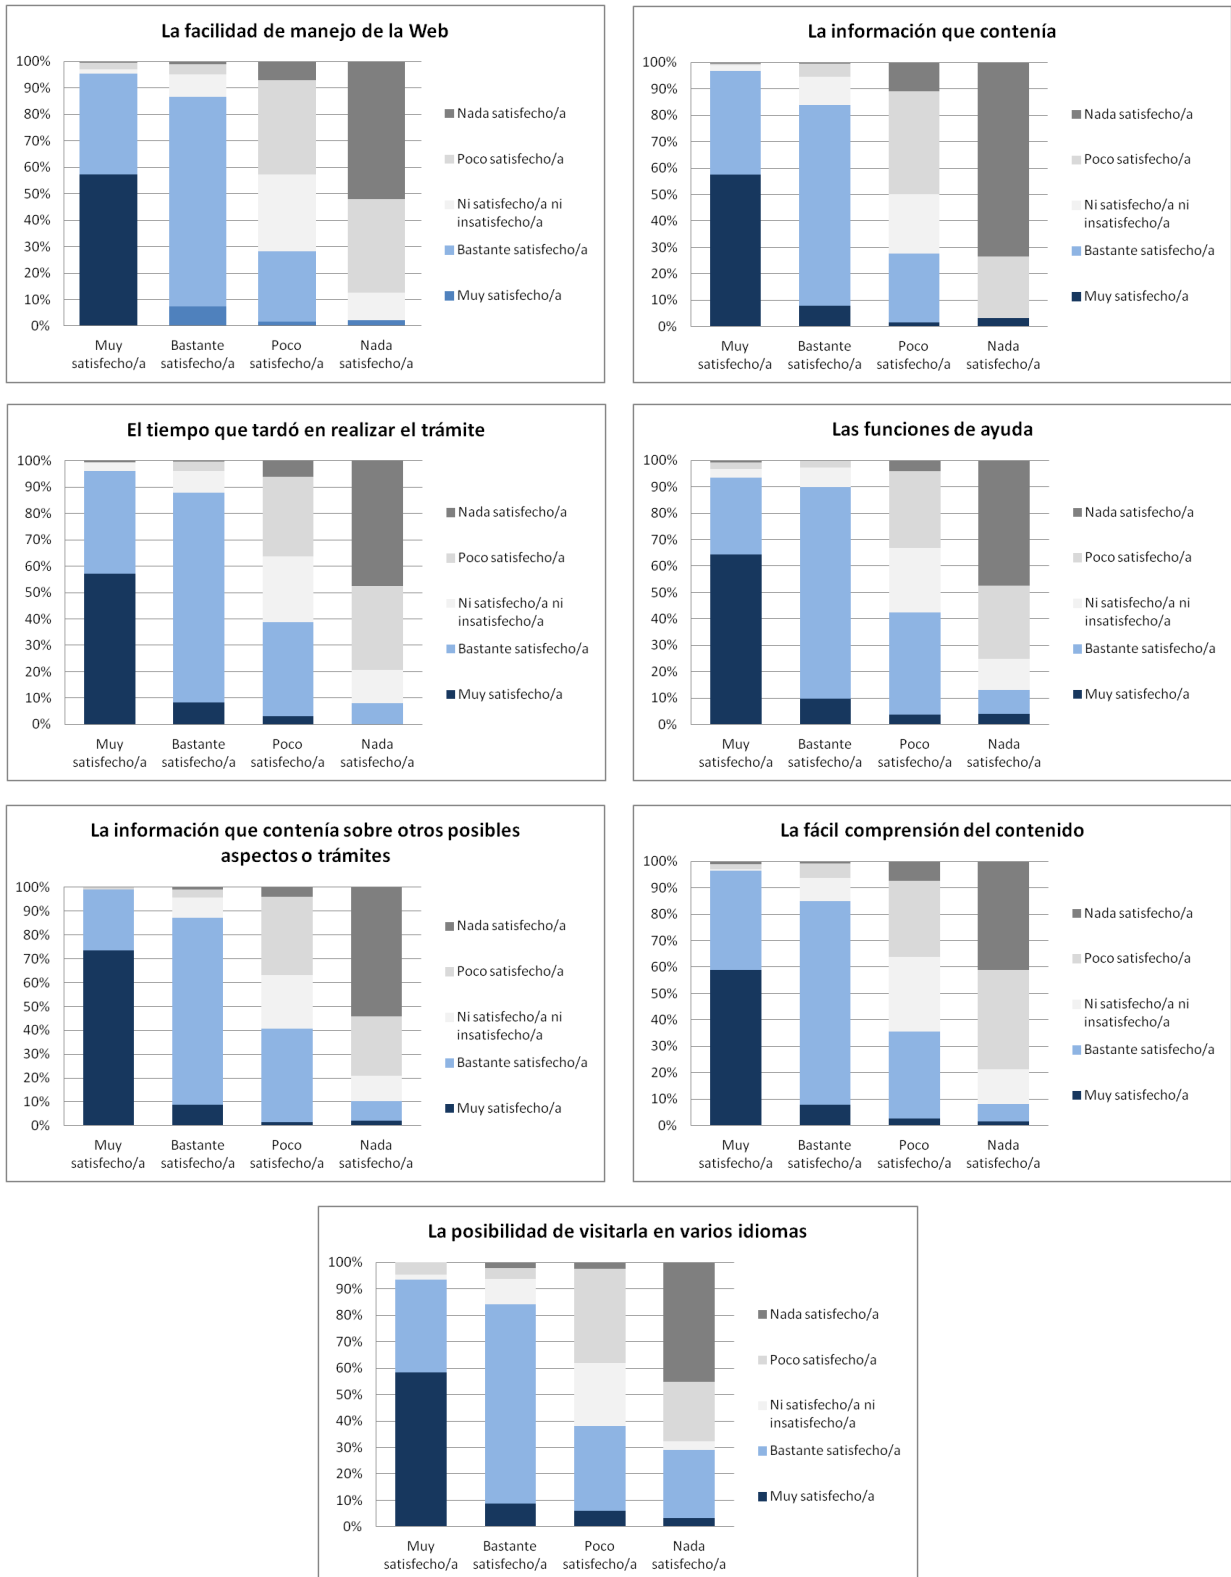 La facilidad de manejo de la Web
100%
90%
80%
70%
60%
50%
40%
30%
20%
10%
0%
Muy satisfecho/a
Bastante satisfecho/a
Poco satisfecho/a
Nada satisfecho/a
Nada satisfecho/a
Poco satisfecho/a
Ni satisfecho/a ni
insatisfecho/a
Bastante satisfecho/a
Muy satisfecho/a
La información que contenía
100%
90%
80%
70%
60%
50%
40%
30%
20%
10%
0%
Muy satisfecho/a
Bastante satisfecho/a
Poco satisfecho/a
Nada satisfecho/a
Nada satisfecho/a
Poco satisfecho/a
Ni satisfecho/a ni
insatisfecho/a
Bastante satisfecho/a
Muy satisfecho/a
El tiempo que tardó en realizar el trámite
100%
90%
80%
70%
60%
50%
40%
30%
20%
10%
0%
Muy satisfecho/a
Bastante satisfecho/a
Poco satisfecho/a
Nada satisfecho/a
Nada satisfecho/a
Poco satisfecho/a
Ni satisfecho/a ni
insatisfecho/a
Bastante satisfecho/a
Muy satisfecho/a
Las funciones de ayuda
100%
90%
80%
70%
60%
50%
40%
30%
20%
10%
0%
Muy satisfecho/a
Bastante satisfecho/a
Poco satisfecho/a
Nada satisfecho/a
Nada satisfecho/a
Poco satisfecho/a
Ni satisfecho/a ni
insatisfecho/a
Bastante satisfecho/a
Muy satisfecho/a
La información que contenía sobre otros posibles
aspectos o trámites
100%
90%
80%
70%
60%
50%
40%
30%
20%
10%
0%
Muy satisfecho/a
Bastante satisfecho/a
Poco satisfecho/a
Nada satisfecho/a
Nada satisfecho/a
Poco satisfecho/a
Ni satisfecho/a ni
insatisfecho/a
Bastante satisfecho/a
Muy satisfecho/a
La fácil comprensión del contenido
100%
90%
80%
70%
60%
50%
40%
30%
20%
10%
0%
Muy satisfecho/a
Bastante satisfecho/a
Poco satisfecho/a
Nada satisfecho/a
Nada satisfecho/a
Poco satisfecho/a
Ni satisfecho/a ni
insatisfecho/a
Bastante satisfecho/a
Muy satisfecho/a
La posibilidad de visitarla en varios idiomas
100%
90%
80%
70%
60%
50%
40%
30%
20%
10%
0%
Muy satisfecho/a
Bastante satisfecho/a
Poco satisfecho/a
Nada satisfecho/a
Nada satisfecho/a
Poco satisfecho/a
Ni satisfecho/a ni
insatisfecho/a
Bastante satisfecho/a
Muy satisfecho/a